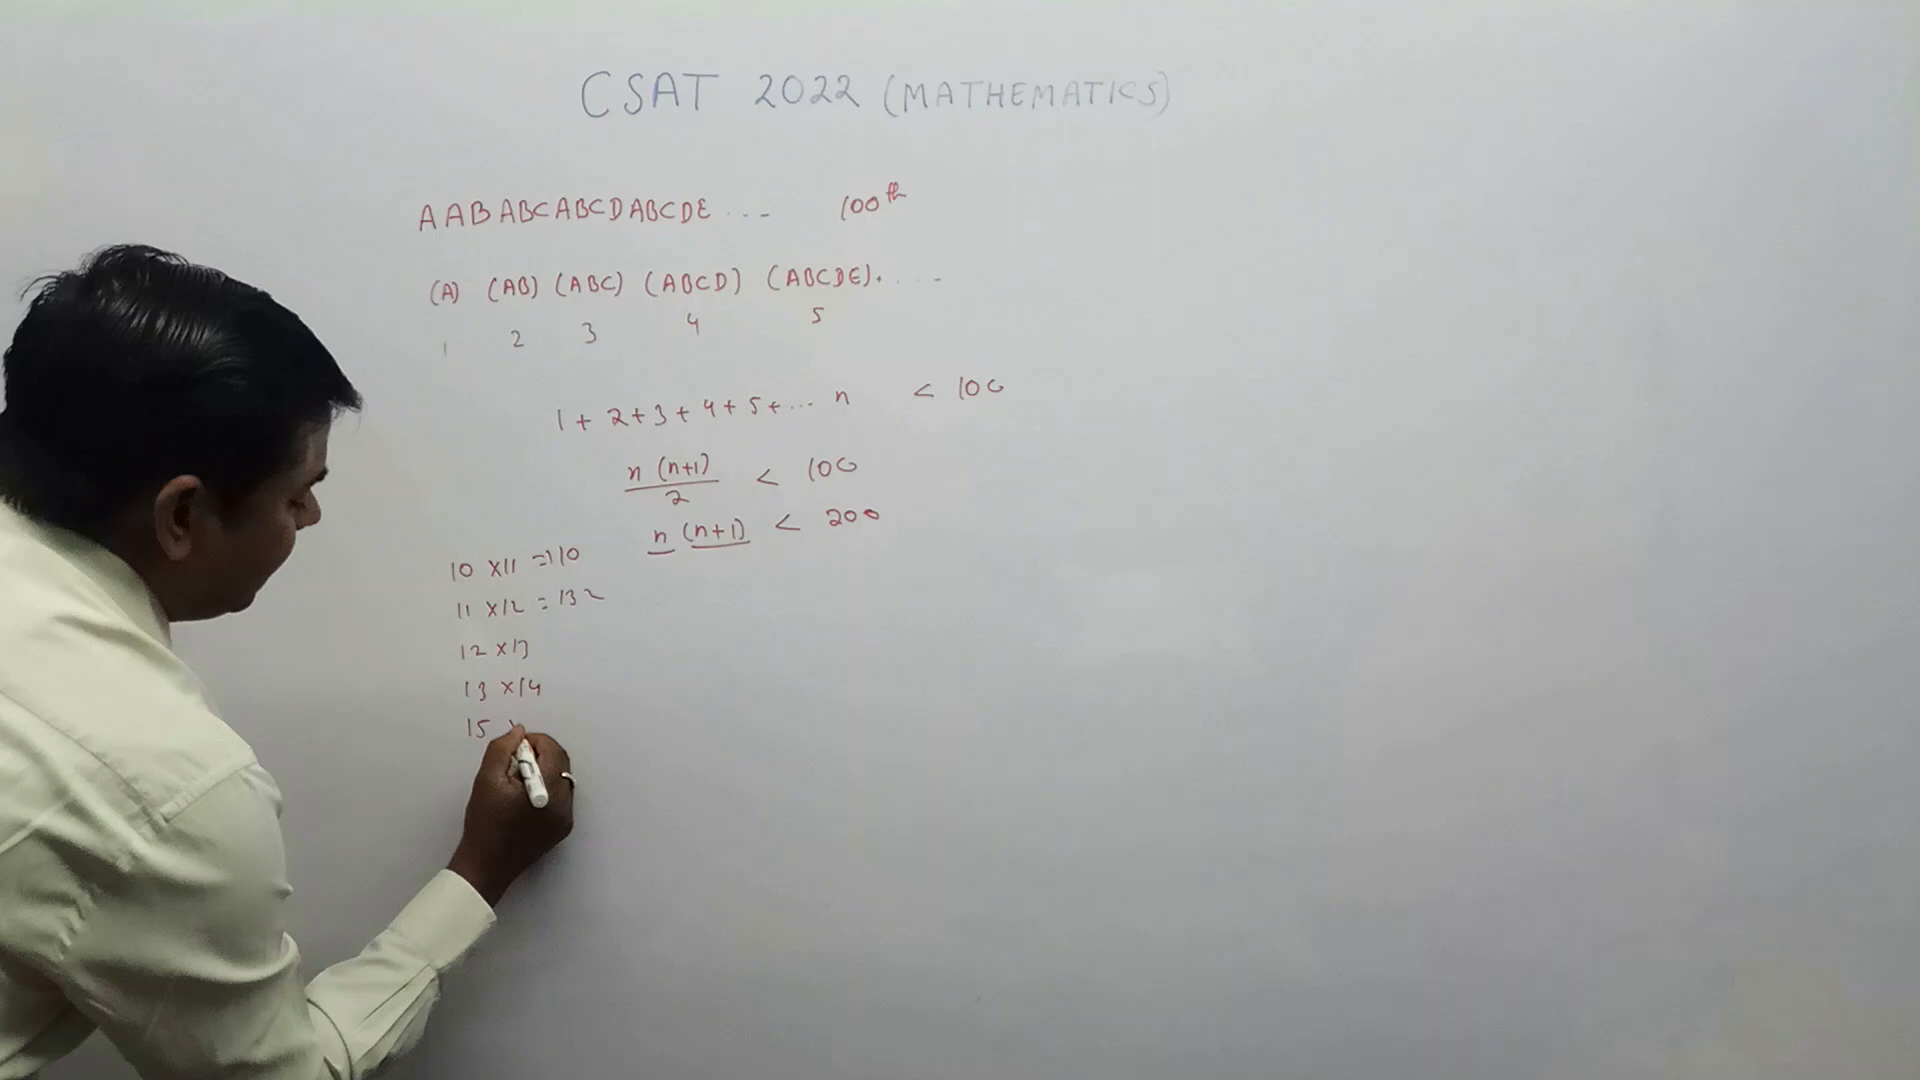 CSAT 2022 (MATHEMATICS)
AABABCABCDABCDE ... 100th
(A) (AB) (ABC) (ABCD) (ABCDE)....
1 2 3 4 5
1 + 2 + 3 + 4 + 5 + ... n < 100
n (n+1) / 2 < 100
n (n+1) < 200
10 x 11 = 110
11 x 12 = 132
12 x 13
13 x 14
15 x